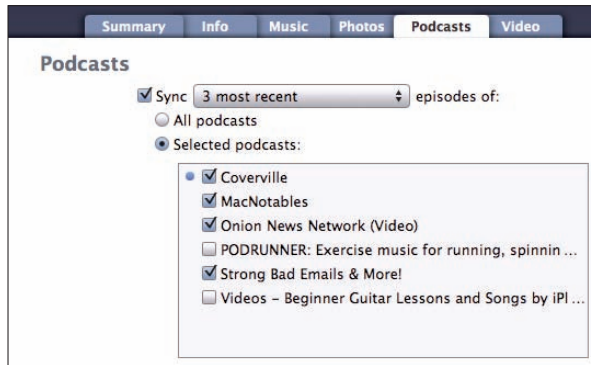 Summary Info Music Photos Podcasts Video
Podcasts
Sync 3 most recent episodes of:
All podcasts
Selected podcasts:
Coverville
MacNotables
Onion News Network (Video)
PODRUNNER: Exercise music for running, spinnin ...
Strong Bad Emails & More!
Videos – Beginner Guitar Lessons and Songs by iPl ...